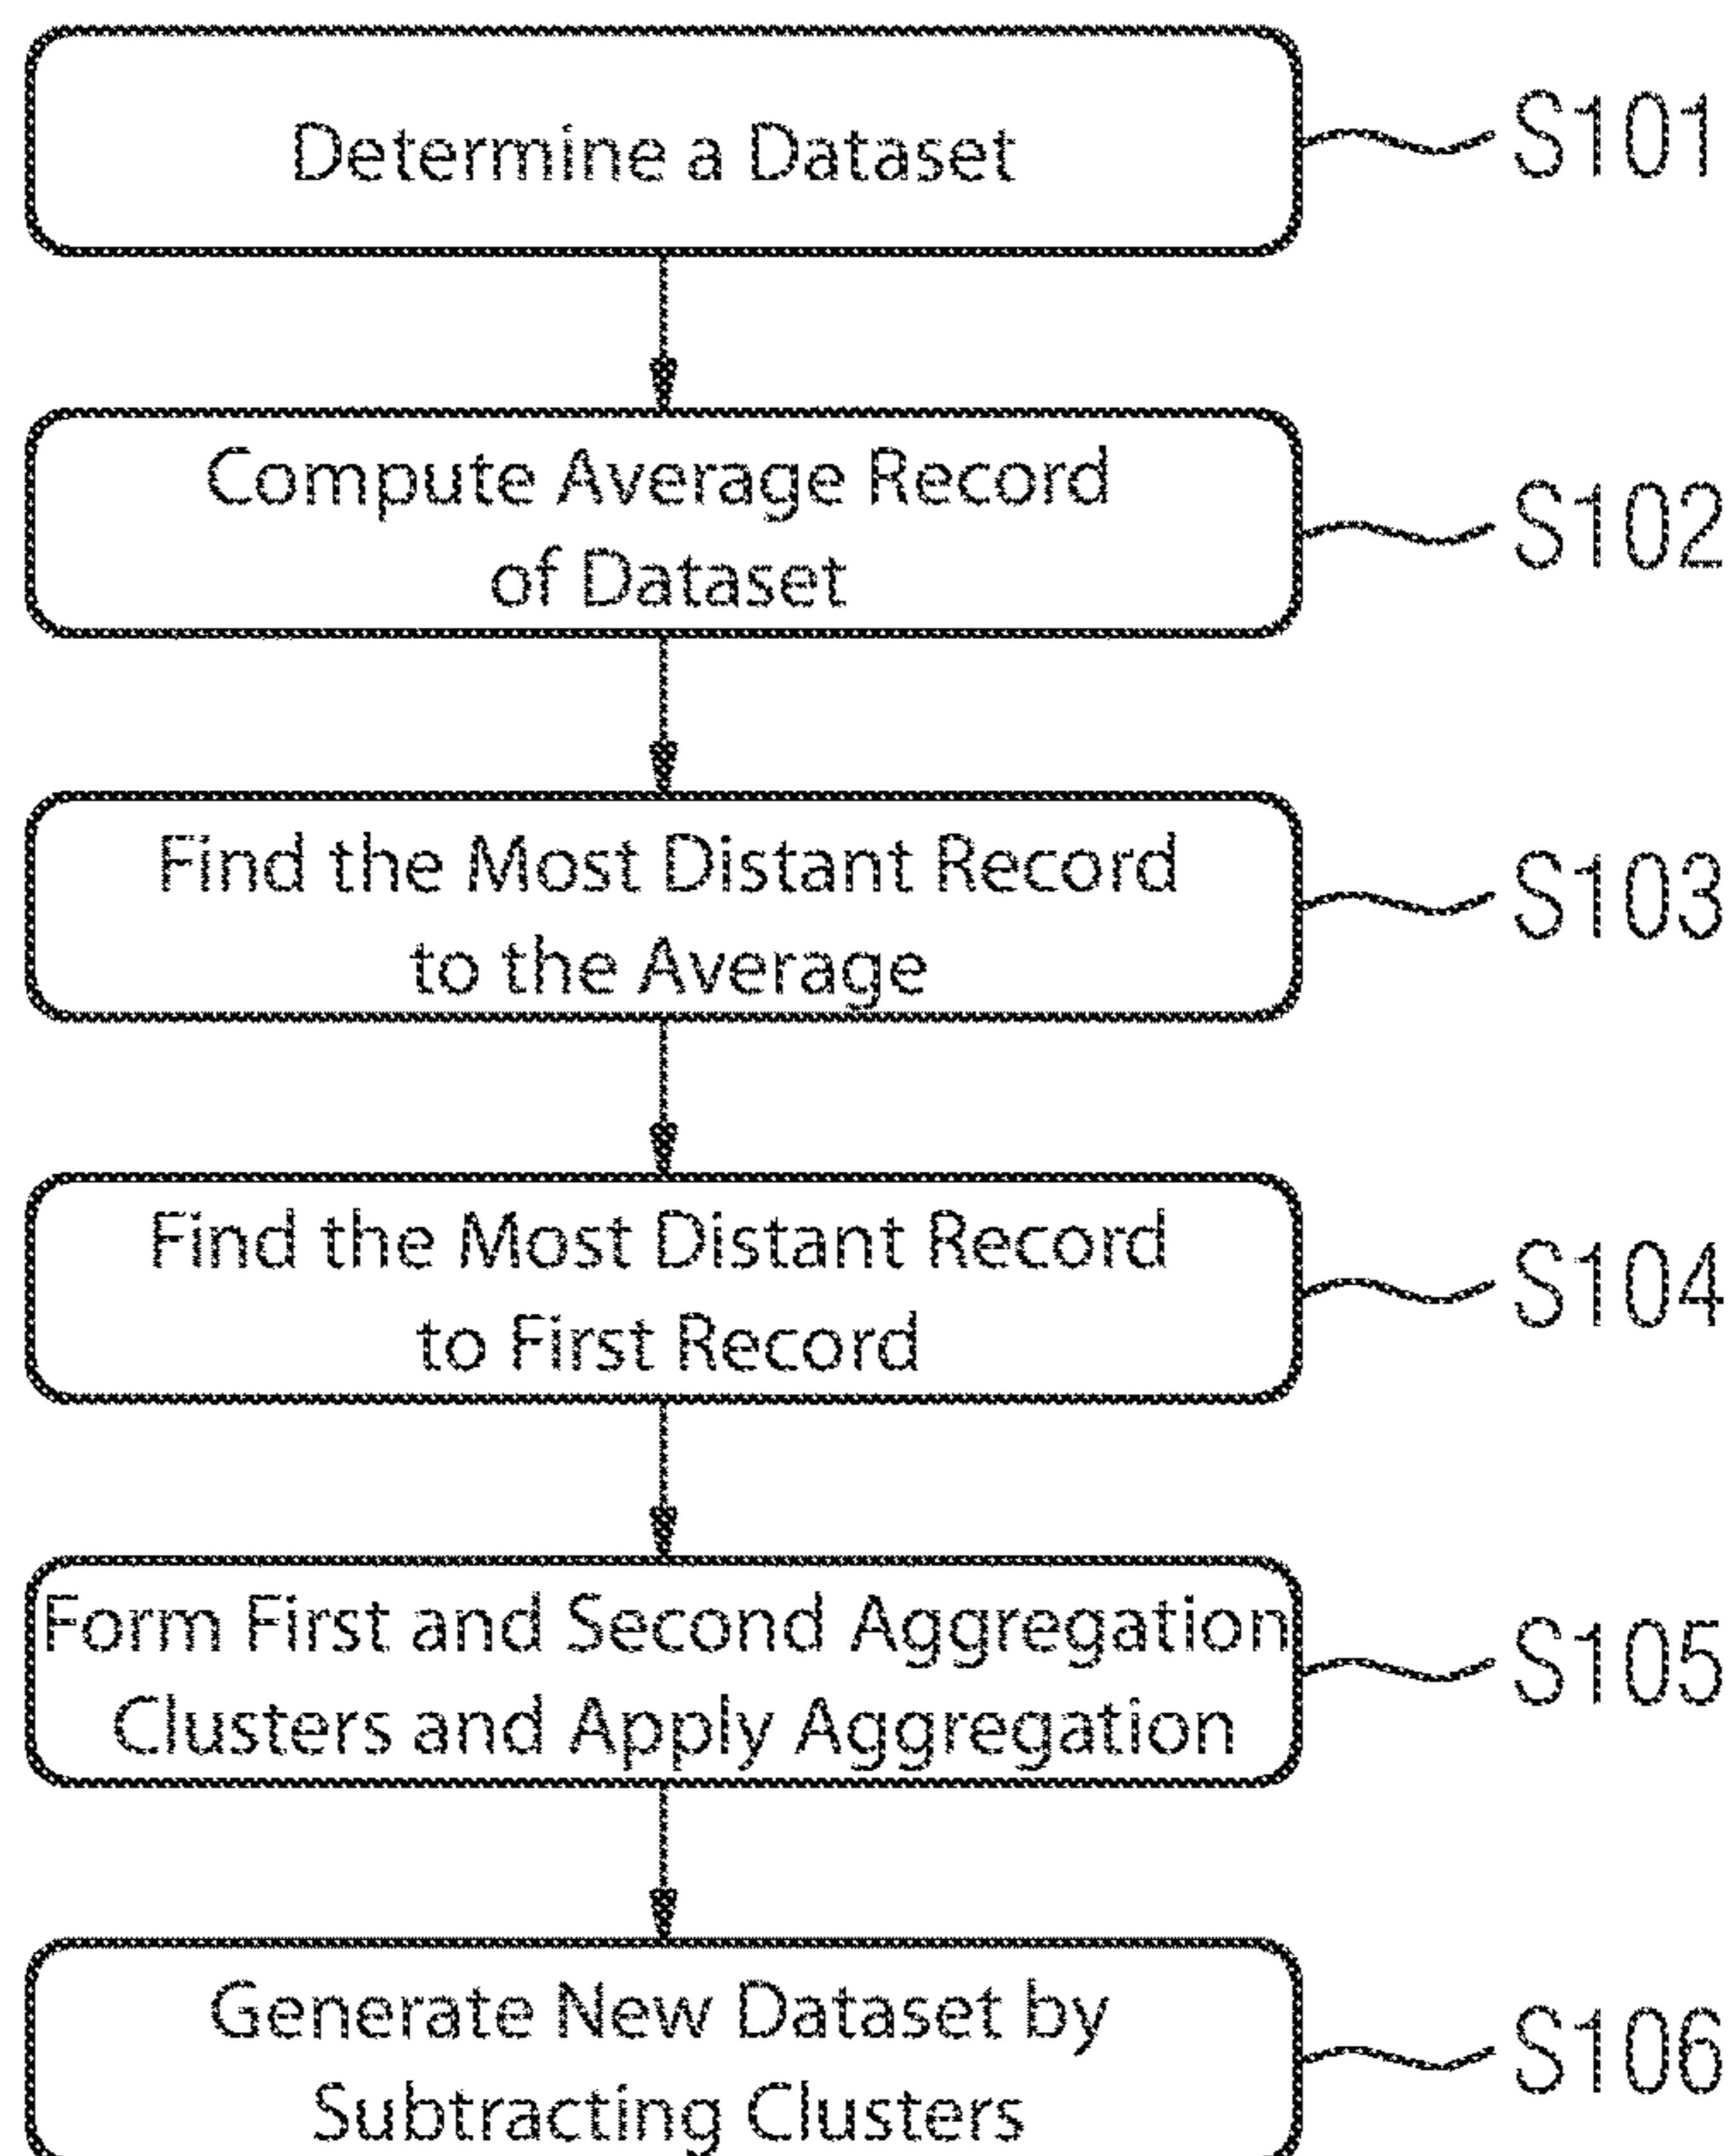 Determine a Dataset
S101
Compute Average Record
of Dataset
S102
Find the Most Distant Record
to the Average
S103
Find the Most Distant Record
to First Record
S104
Form First and Second Aggregation
Clusters and Apply Aggregation
S105
Generate New Dataset by
Subtracting Clusters
S106